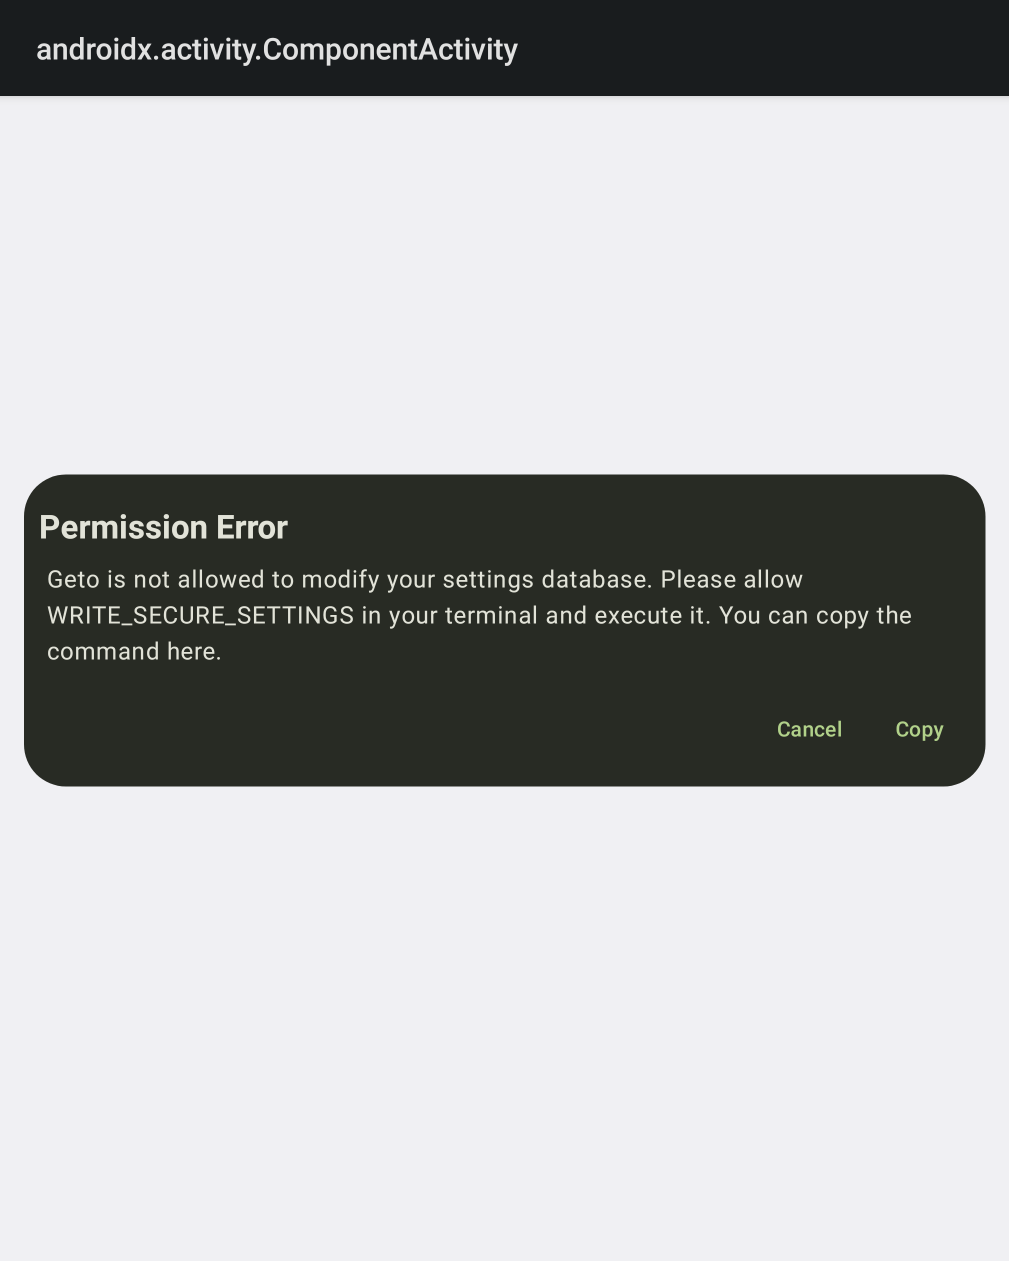 androidx.activity.ComponentActivity
Permission Error
Geto is not allowed to modify your settings database. Please allow
WRITE_SECURE_SETTINGS in your terminal and execute it. You can copy the
command here.
Cancel Copy